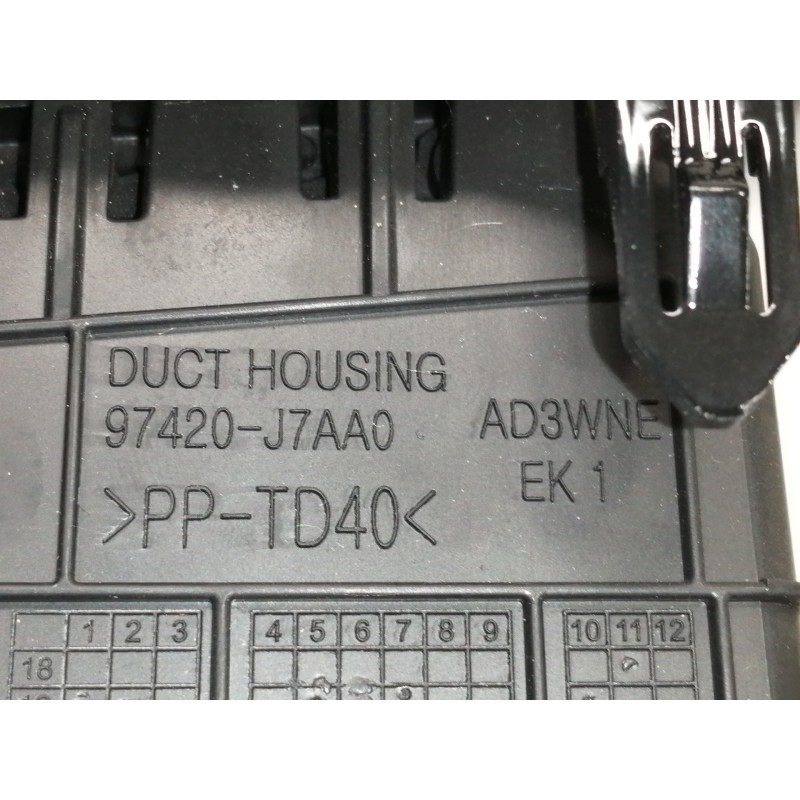 DUCT HOUSING
97420-J7AA0
>PP-TD40<
AD3WNE
EK 1
1 2 3 4 5 6 7 8 9 10 11 12
18